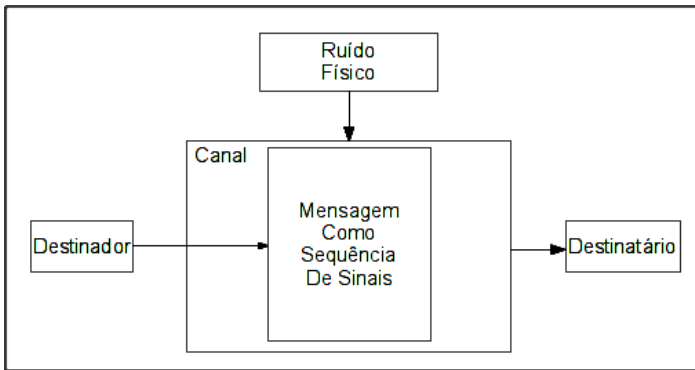 Ruído
Físico
Canal
Mensagem
Como
Sequência
De Sinais
Destinador
Destinatário